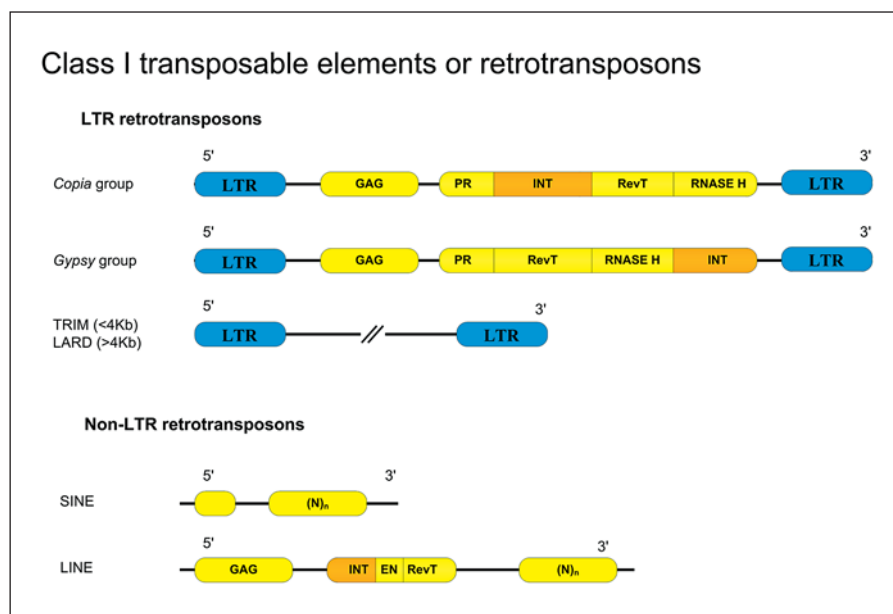 Class I transposable elements or retrotransposons
LTR retrotransposons
5' 3'
Copia group LTR GAG PR INT RevT RNASE H LTR
5' 3'
Gypsy group LTR GAG PR RevT RNASE H INT LTR
5' 3'
TRIM (<4Kb)
LARD (>4Kb)
LTR LTR
Non-LTR retrotransposons
5' 3'
SINE (N)n
5' 3'
LINE GAG INT EN RevT (N)n